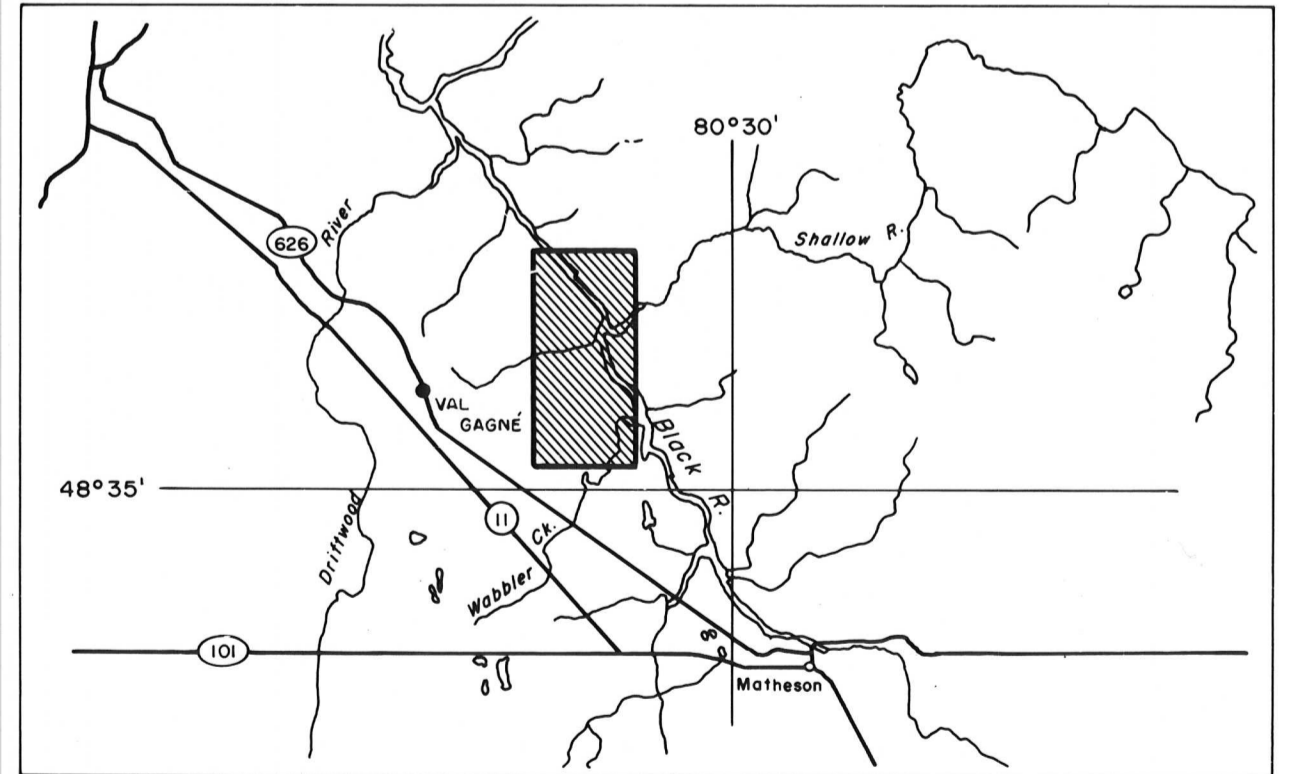 80°30'
626
River
Shallow R.
VAL
GAGNÉ
Black R.
48°35'
11
Driftwood
Wabbler Ck.
101
Matheson